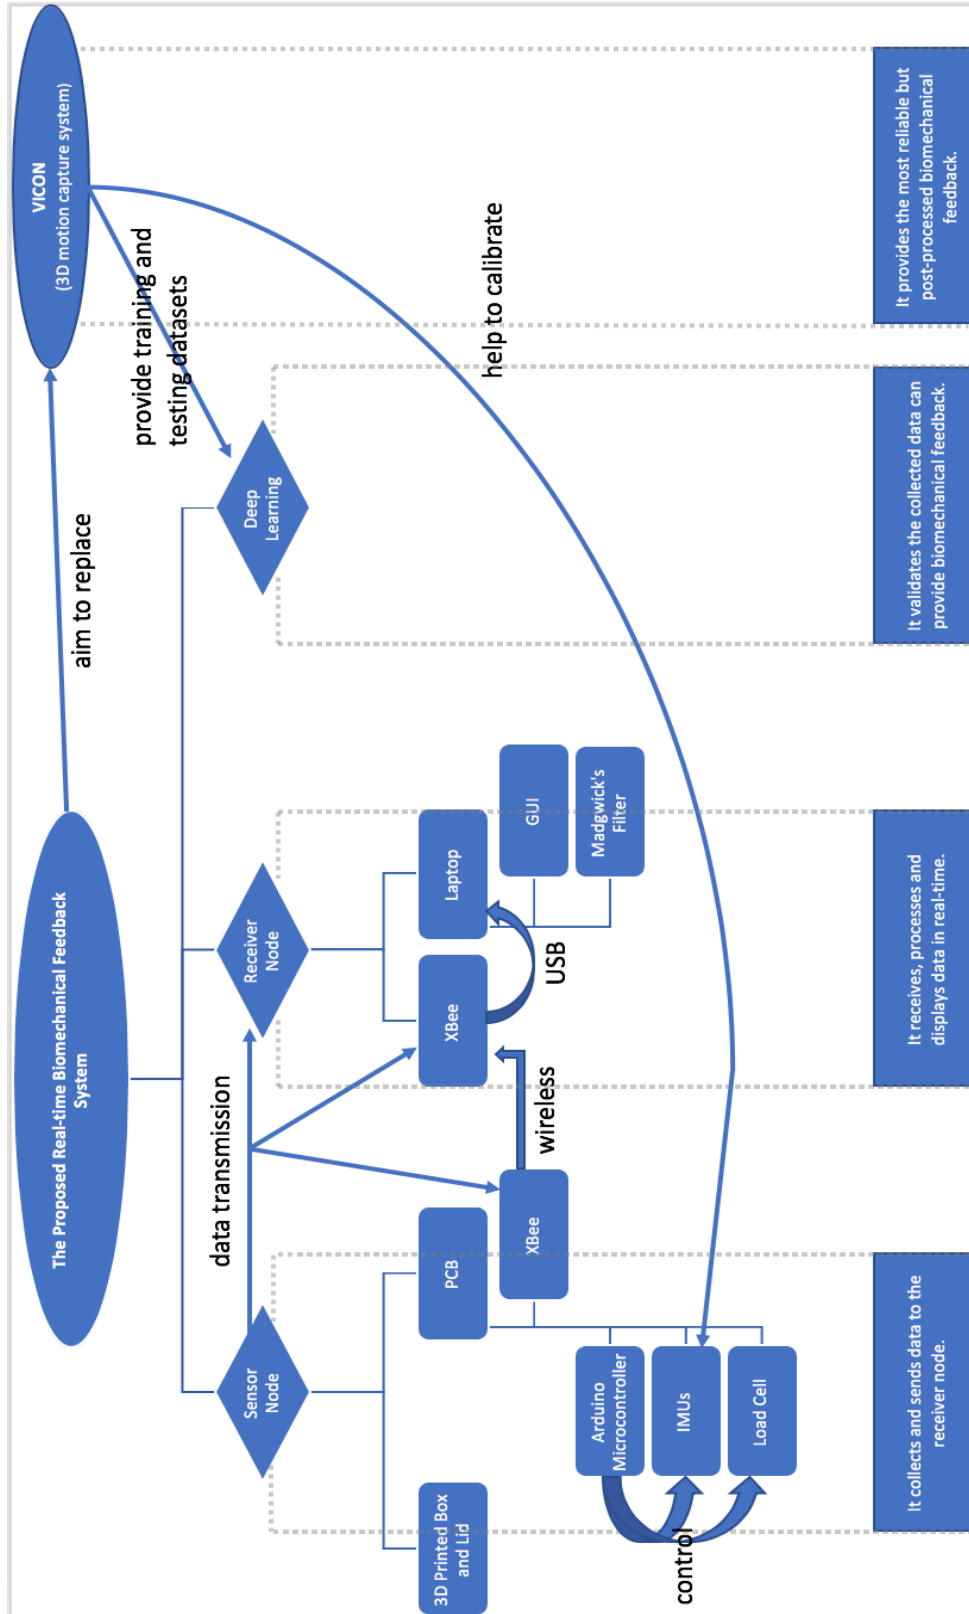 The Proposed Real-time Biomechanical Feedback
System
aim to replace
VICON
(3D motion capture system)
data transmission
provide training and
testing datasets
Sensor
Node
Receiver
Node
Deep
Learning
3D Printed Box
and Lid
PCB
XBee
Laptop
XBee
wireless
USB
GUI
Madgwick's
Filter
help to calibrate
Arduino
Microcontroller
IMUs
Load Cell
control
It collects and sends data to the
receiver node.
It receives, processes and
displays data in real-time.
It validates the collected data can
provide biomechanical feedback.
It provides the most reliable but
post-processed biomechanical
feedback.